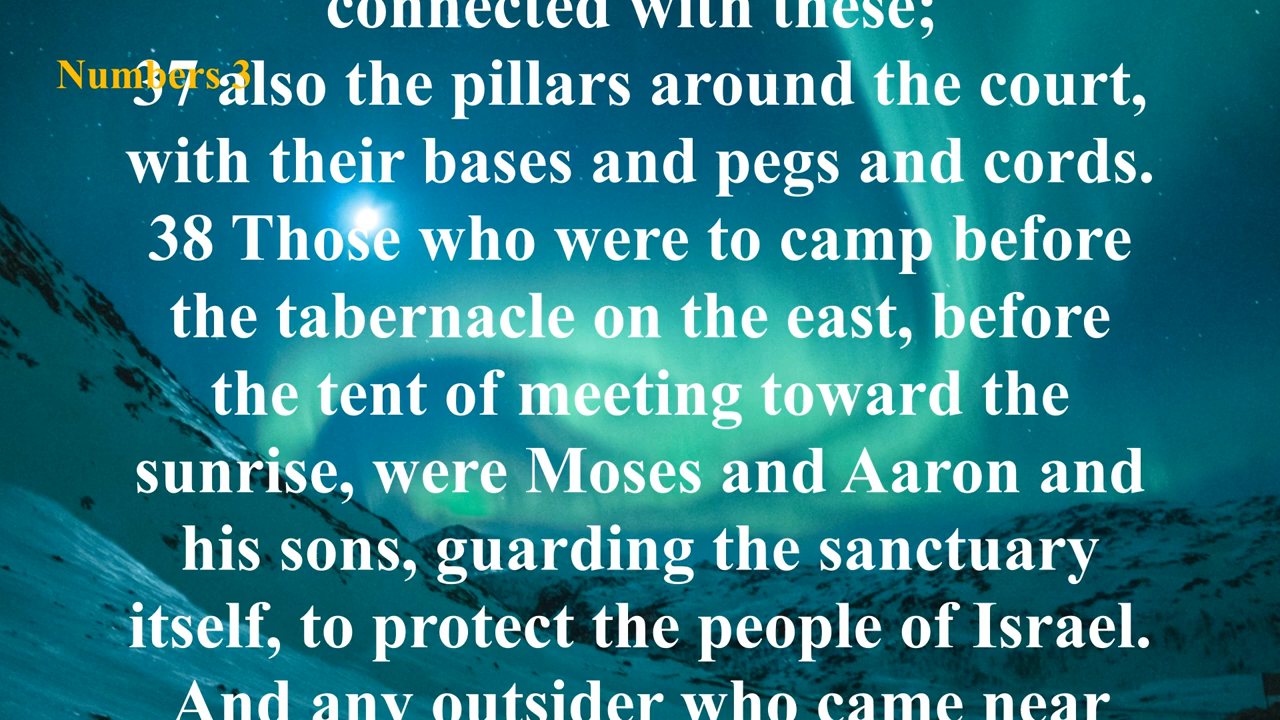 connected with these;
Numbers 3
37 also the pillars around the court,
with their bases and pegs and cords.
38 Those who were to camp before
the tabernacle on the east, before
the tent of meeting toward the
sunrise, were Moses and Aaron and
his sons, guarding the sanctuary
itself, to protect the people of Israel.
And any outsider who came near